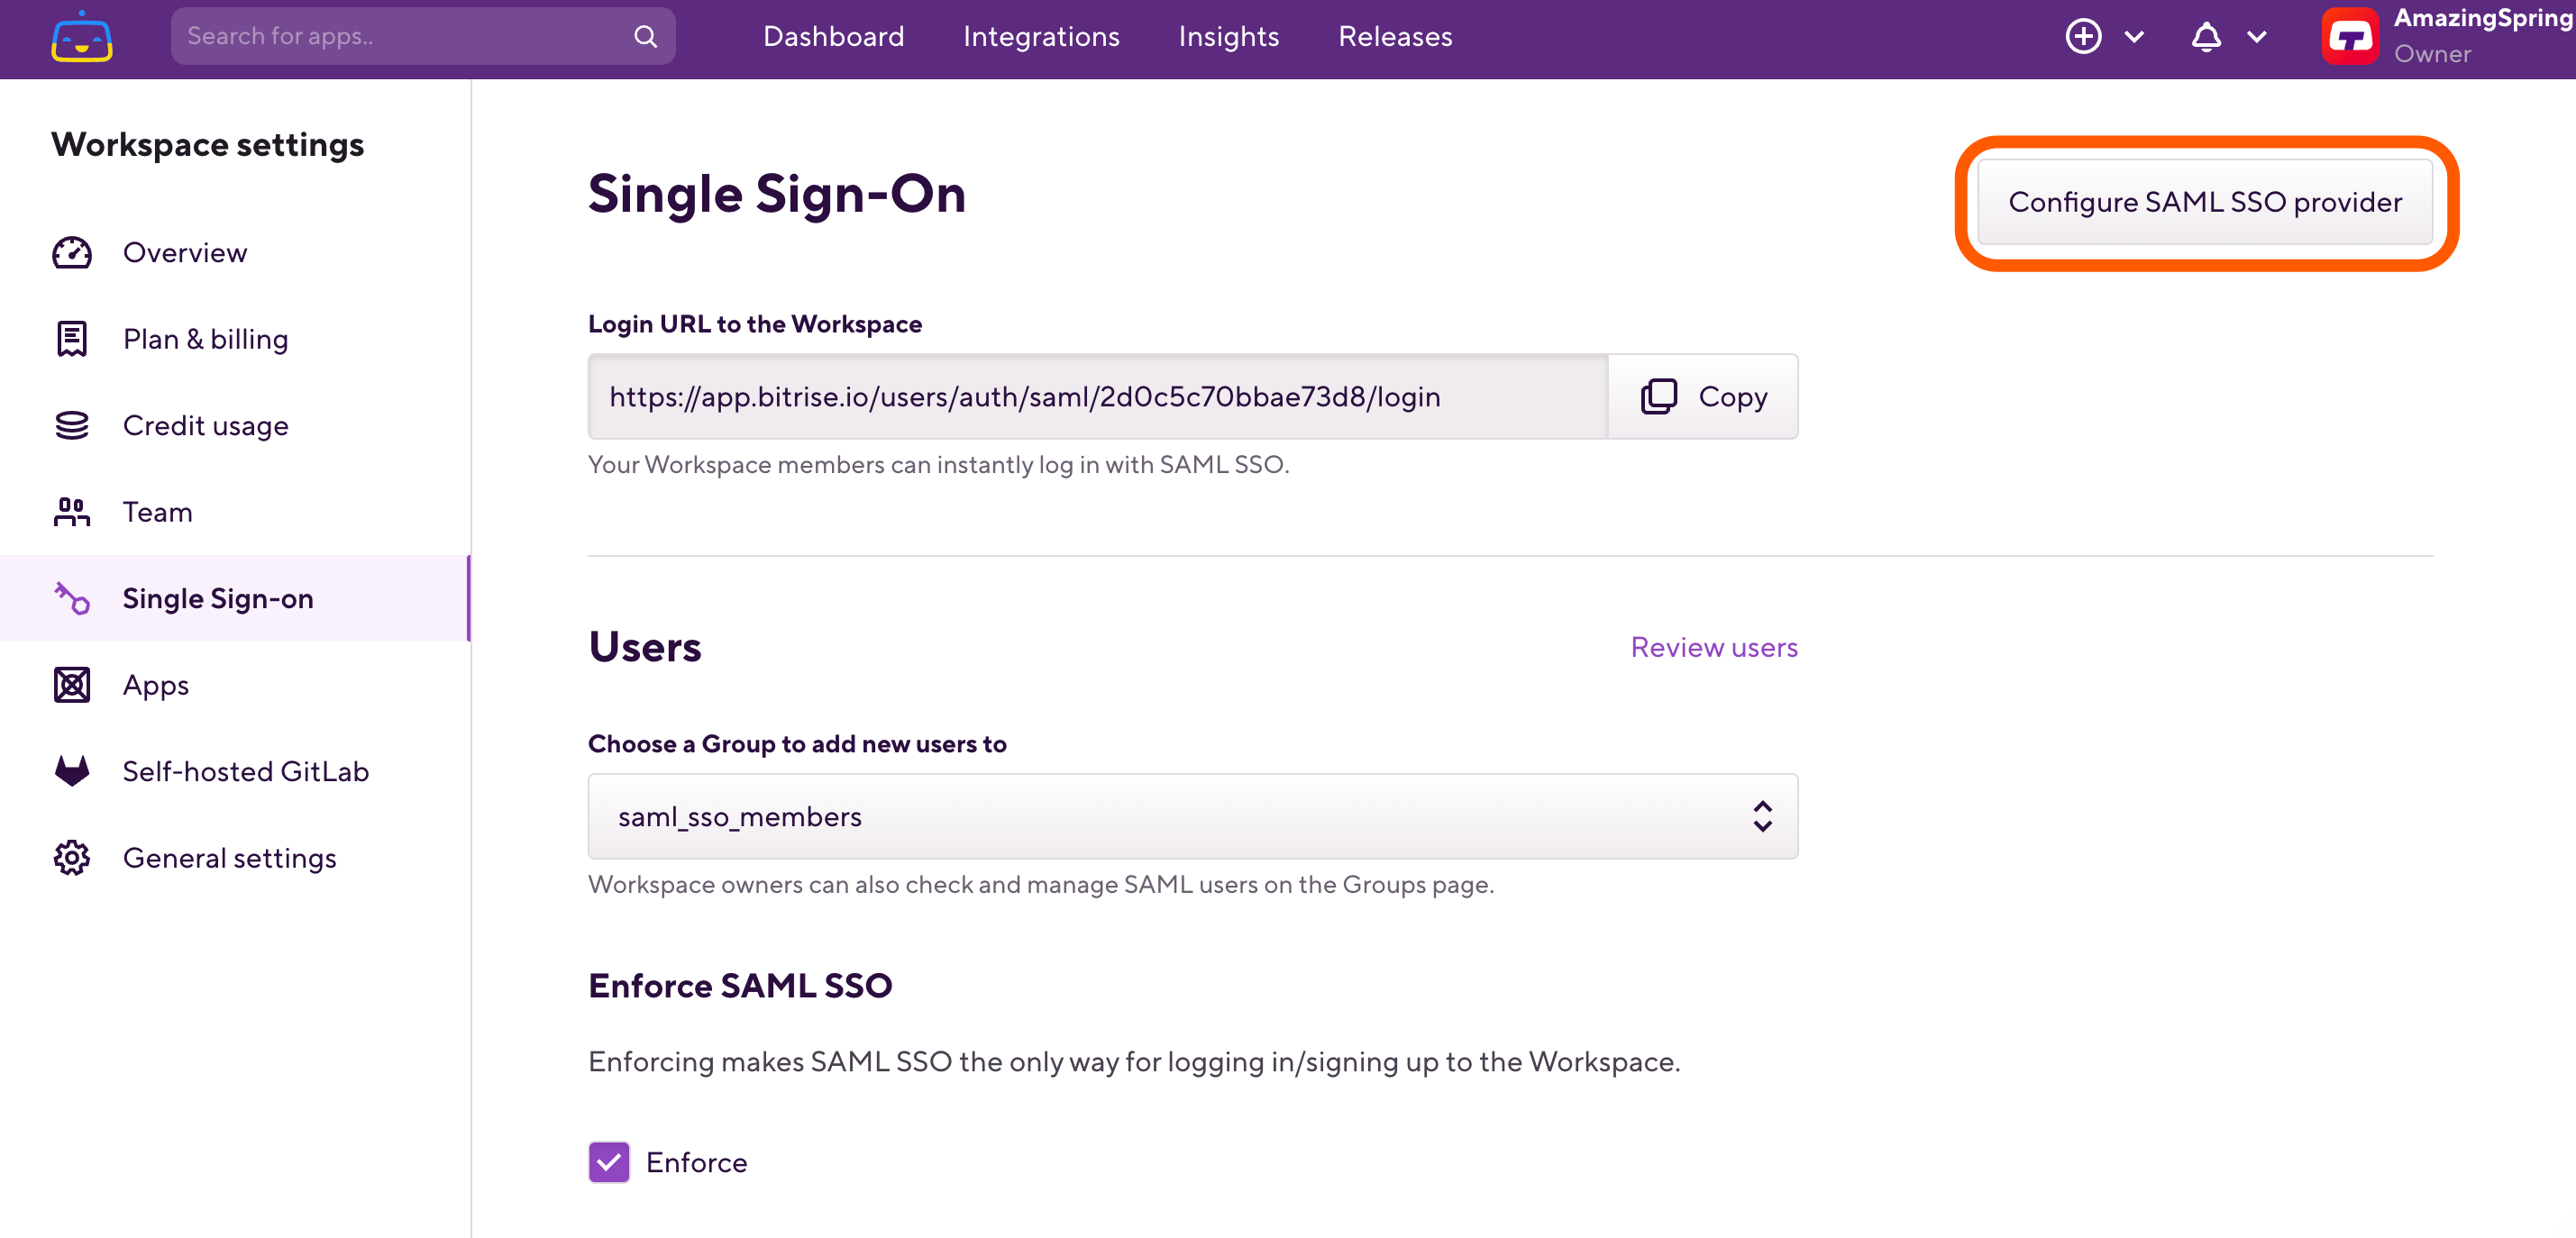 Search for apps..
Dashboard
Integrations
Insights
Releases
AmazingSpring
Owner
Workspace settings
Overview
Plan & billing
Credit usage
Team
Single Sign-on
Apps
Self-hosted GitLab
General settings
Single Sign-On
Configure SAML SSO provider
Login URL to the Workspace
https://app.bitrise.io/users/auth/saml/2d0c5c70bbae73d8/login
Copy
Your Workspace members can instantly log in with SAML SSO.
Users
Review users
Choose a Group to add new users to
saml_sso_members
Workspace owners can also check and manage SAML users on the Groups page.
Enforce SAML SSO
Enforcing makes SAML SSO the only way for logging in/signing up to the Workspace.
Enforce